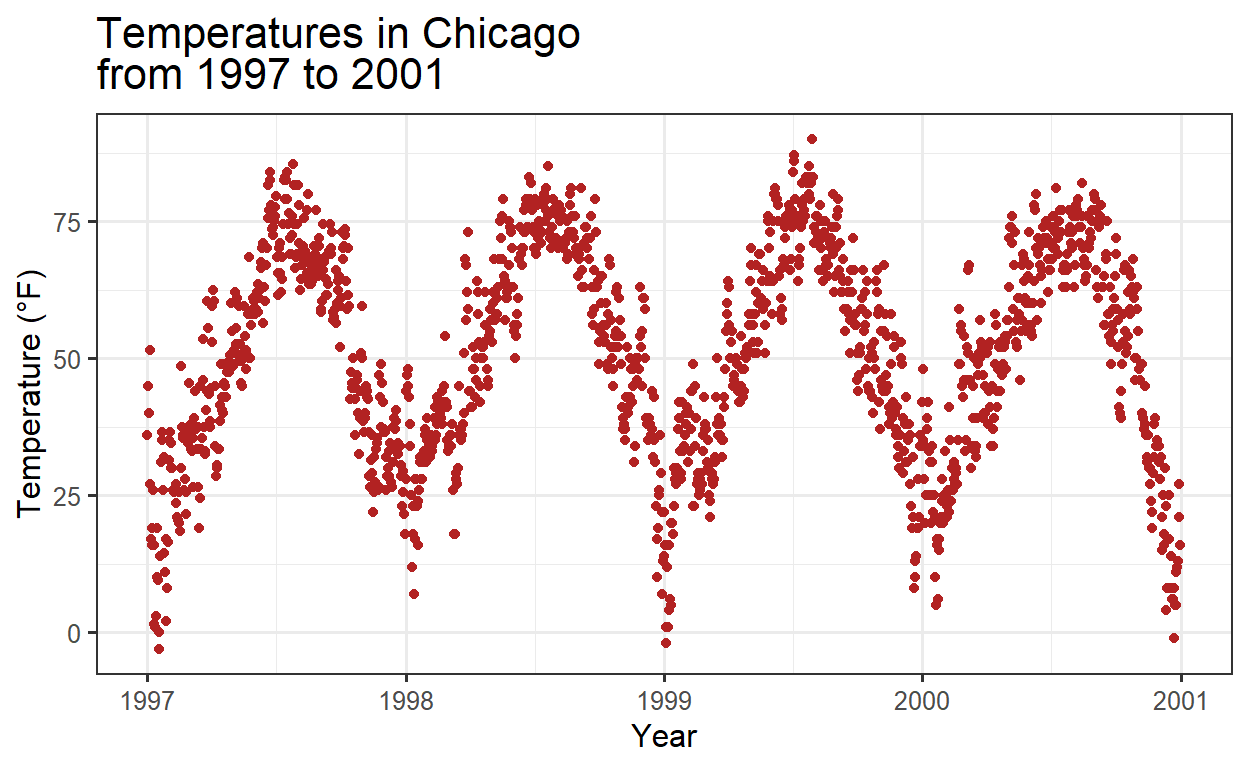 Temperatures in Chicago
from 1997 to 2001
Temperature (°F)
75
50
25
0
1997 1998 1999 2000 2001
Year